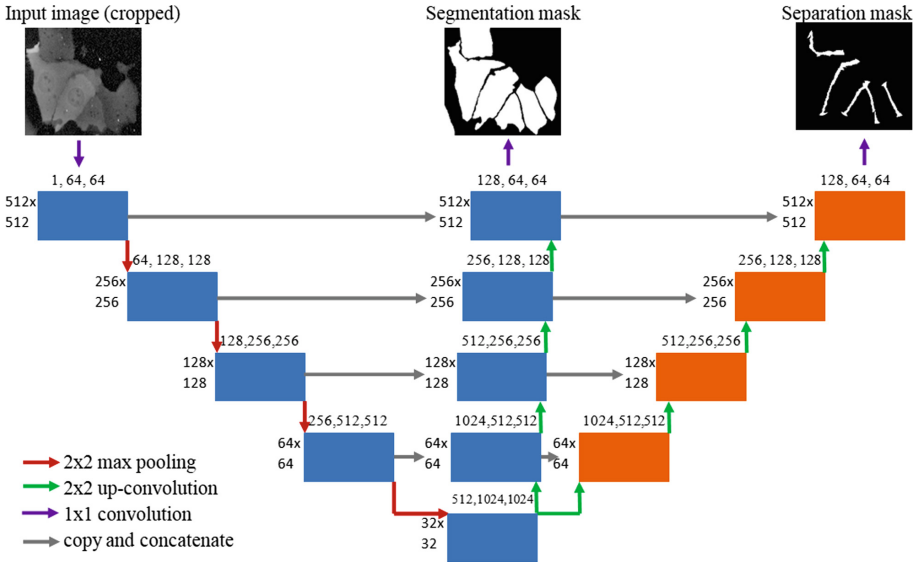 Input image (cropped)
Segmentation mask
Separation mask
1, 64, 64
128, 64, 64
128, 64, 64
512x
512
512x
512
512x
512
64, 128, 128
256, 128, 128
256, 128, 128
256x
256
256x
256
256x
256
128,256,256
512,256,256
512,256,256
128x
128
128x
128
128x
128
256,512,512
1024,512,512
1024,512,512
64x
64
64x
64
64x
64
512,1024,1024
32x
32
2x2 max pooling
2x2 up-convolution
1x1 convolution
copy and concatenate